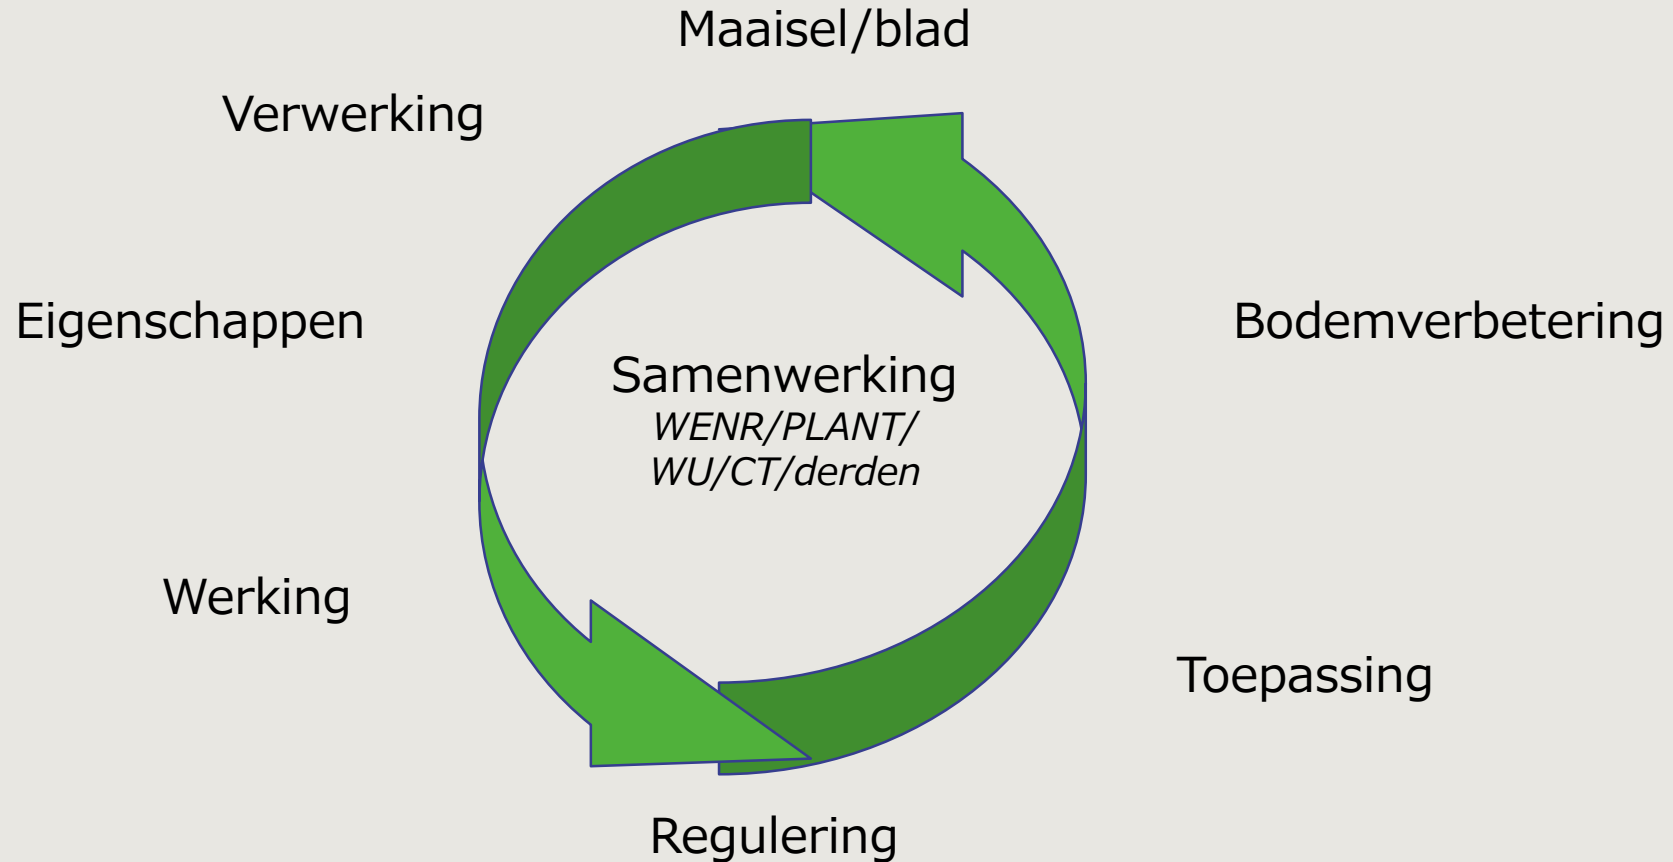 Maaisel/blad
Verwerking
Eigenschappen
Bodemverbetering
Samenwerking
WENR/PLANT/
WU/CT/derden
Werking
Toepassing
Regulering